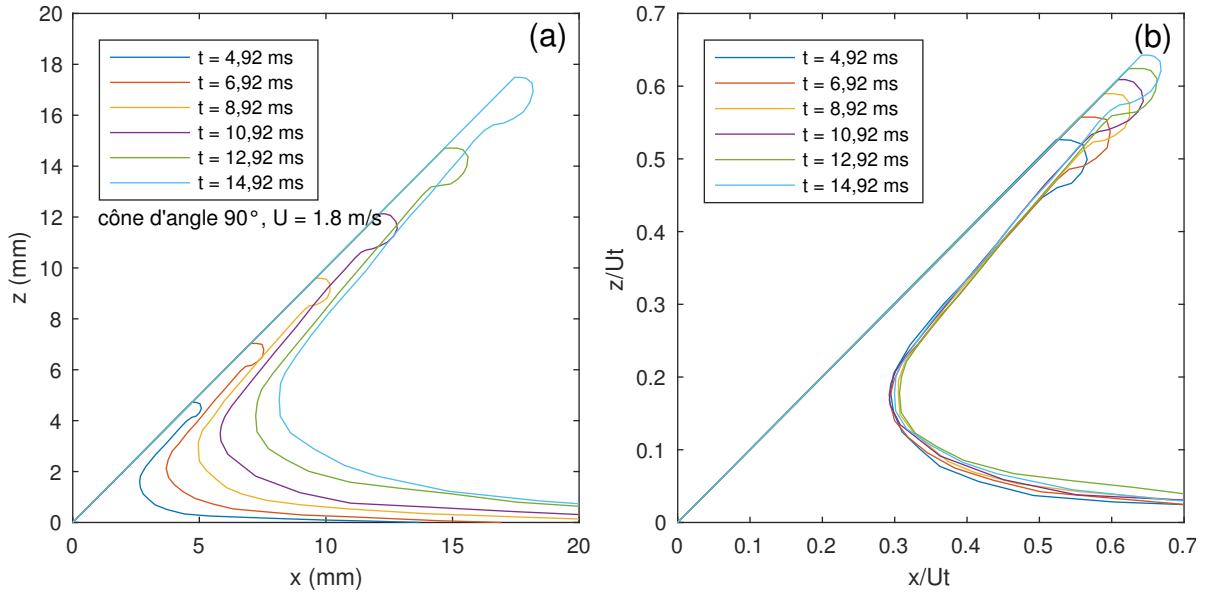 (a)
t = 4,92 ms
t = 6,92 ms
t = 8,92 ms
t = 10,92 ms
t = 12,92 ms
t = 14,92 ms
cône d'angle 90°, U = 1.8 m/s
20
18
16
14
12
10
8
6
4
2
0
z (mm)
0 5 10 15 20
x (mm)
(b)
t = 4,92 ms
t = 6,92 ms
t = 8,92 ms
t = 10,92 ms
t = 12,92 ms
t = 14,92 ms
0.7
0.6
0.5
0.4
0.3
0.2
0.1
0
z/Ut
0 0.1 0.2 0.3 0.4 0.5 0.6 0.7
x/Ut